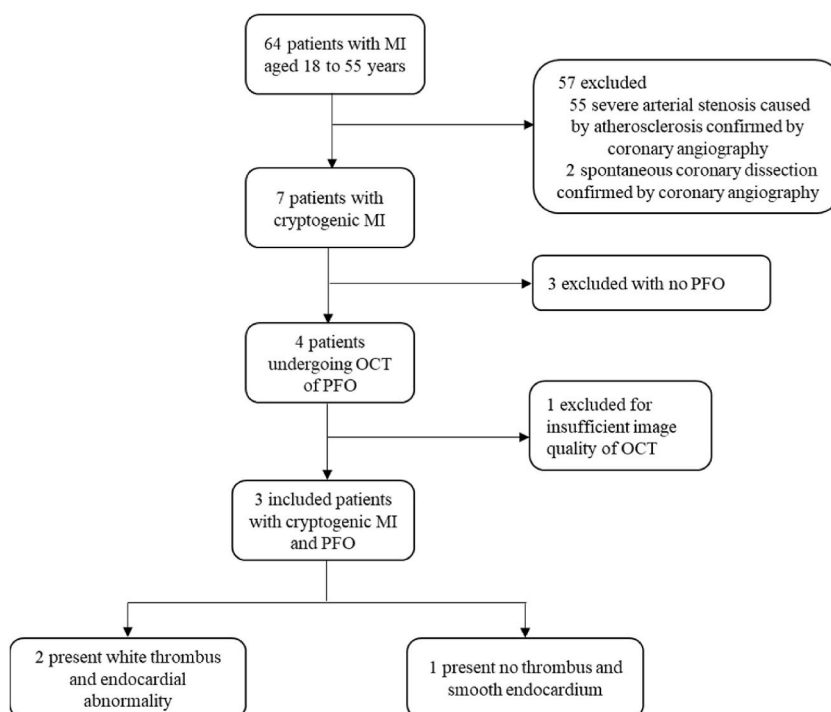 64 patients with MI
aged 18 to 55 years
57 excluded
55 severe arterial stenosis caused
by atherosclerosis confirmed by
coronary angiography
2 spontaneous coronary dissection
confirmed by coronary angiography
7 patients with
cryptogenic MI
3 excluded with no PFO
4 patients
undergoing OCT
of PFO
1 excluded for
insufficient image
quality of OCT
3 included patients
with cryptogenic MI
and PFO
2 present white thrombus
and endocardial
abnormality
1 present no thrombus and
smooth endocardium